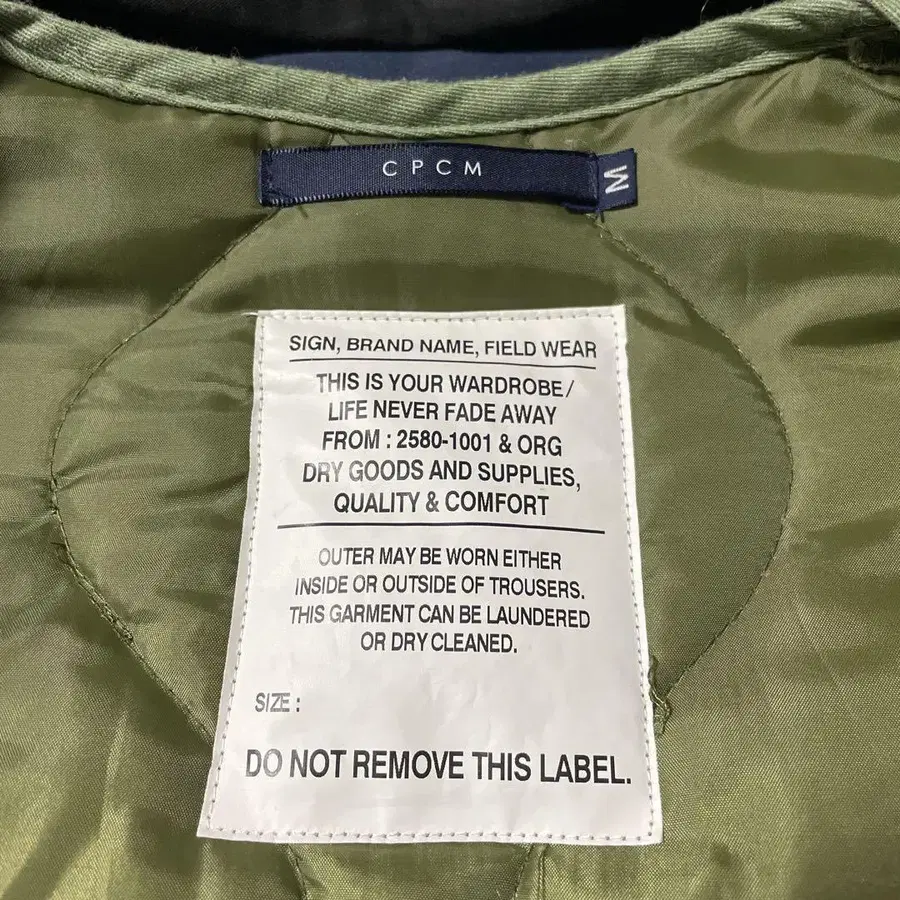 CPCM
M
SIGN, BRAND NAME, FIELD WEAR
THIS IS YOUR WARDROBE/
LIFE NEVER FADE AWAY
FROM : 2580-1001 & ORG
DRY GOODS AND SUPPLIES,
QUALITY & COMFORT
OUTER MAY BE WORN EITHER
INSIDE OR OUTSIDE OF TROUSERS.
THIS GARMENT CAN BE LAUNDERED
OR DRY CLEANED.
SIZE :
DO NOT REMOVE THIS LABEL.